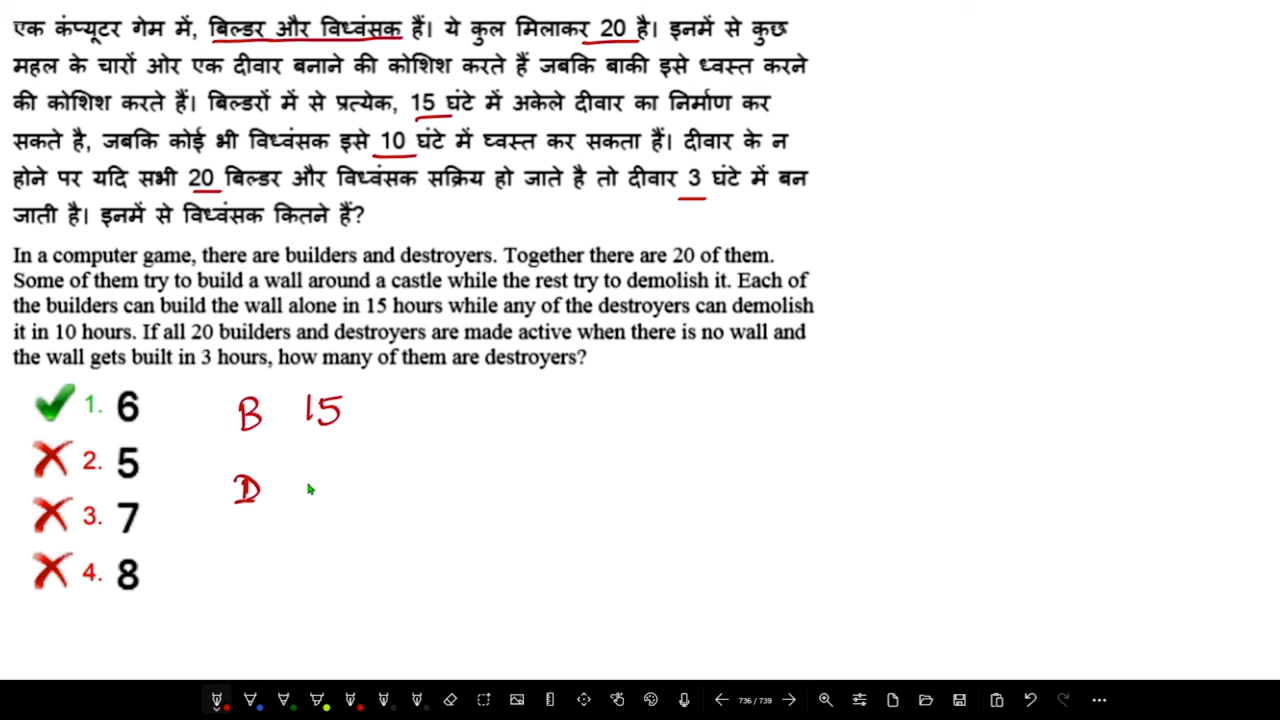 एक कंप्यूटर गेम में, बिल्डर और विध्वंसक हैं। ये कुल मिलाकर 20 है। इनमें से कुछ
महल के चारों ओर एक दीवार बनाने की कोशिश करते हैं जबकि बाकी इसे ध्वस्त करने
की कोशिश करते हैं। बिल्डरों में से प्रत्येक, 15 घंटे में अकेले दीवार का निर्माण कर
सकते है, जबकि कोई भी विध्वंसक इसे 10 घंटे में घ्वस्त कर सकता हैं। दीवार के न
होने पर यदि सभी 20 बिल्डर और विध्वंसक सक्रिय हो जाते है तो दीवार 3 घंटे में बन
जाती है। इनमें से विध्वंसक कितने हैं?
In a computer game, there are builders and destroyers. Together there are 20 of them.
Some of them try to build a wall around a castle while the rest try to demolish it. Each of
the builders can build the wall alone in 15 hours while any of the destroyers can demolish
it in 10 hours. If all 20 builders and destroyers are made active when there is no wall and
the wall gets built in 3 hours, how many of them are destroyers?
1. 6
B 15
2. 5
D
3. 7
4. 8
736 / 739